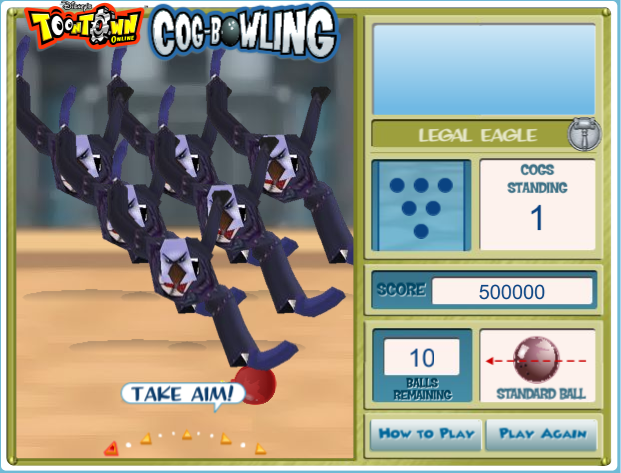 Disney's
TOONTOWN
ONLINE
COG-BOWLING
LEGAL EAGLE
COGS
STANDING
1
SCORE 500000
10
BALLS
REMAINING
STANDARD BALL
TAKE AIM!
HOW TO PLAY
PLAY AGAIN